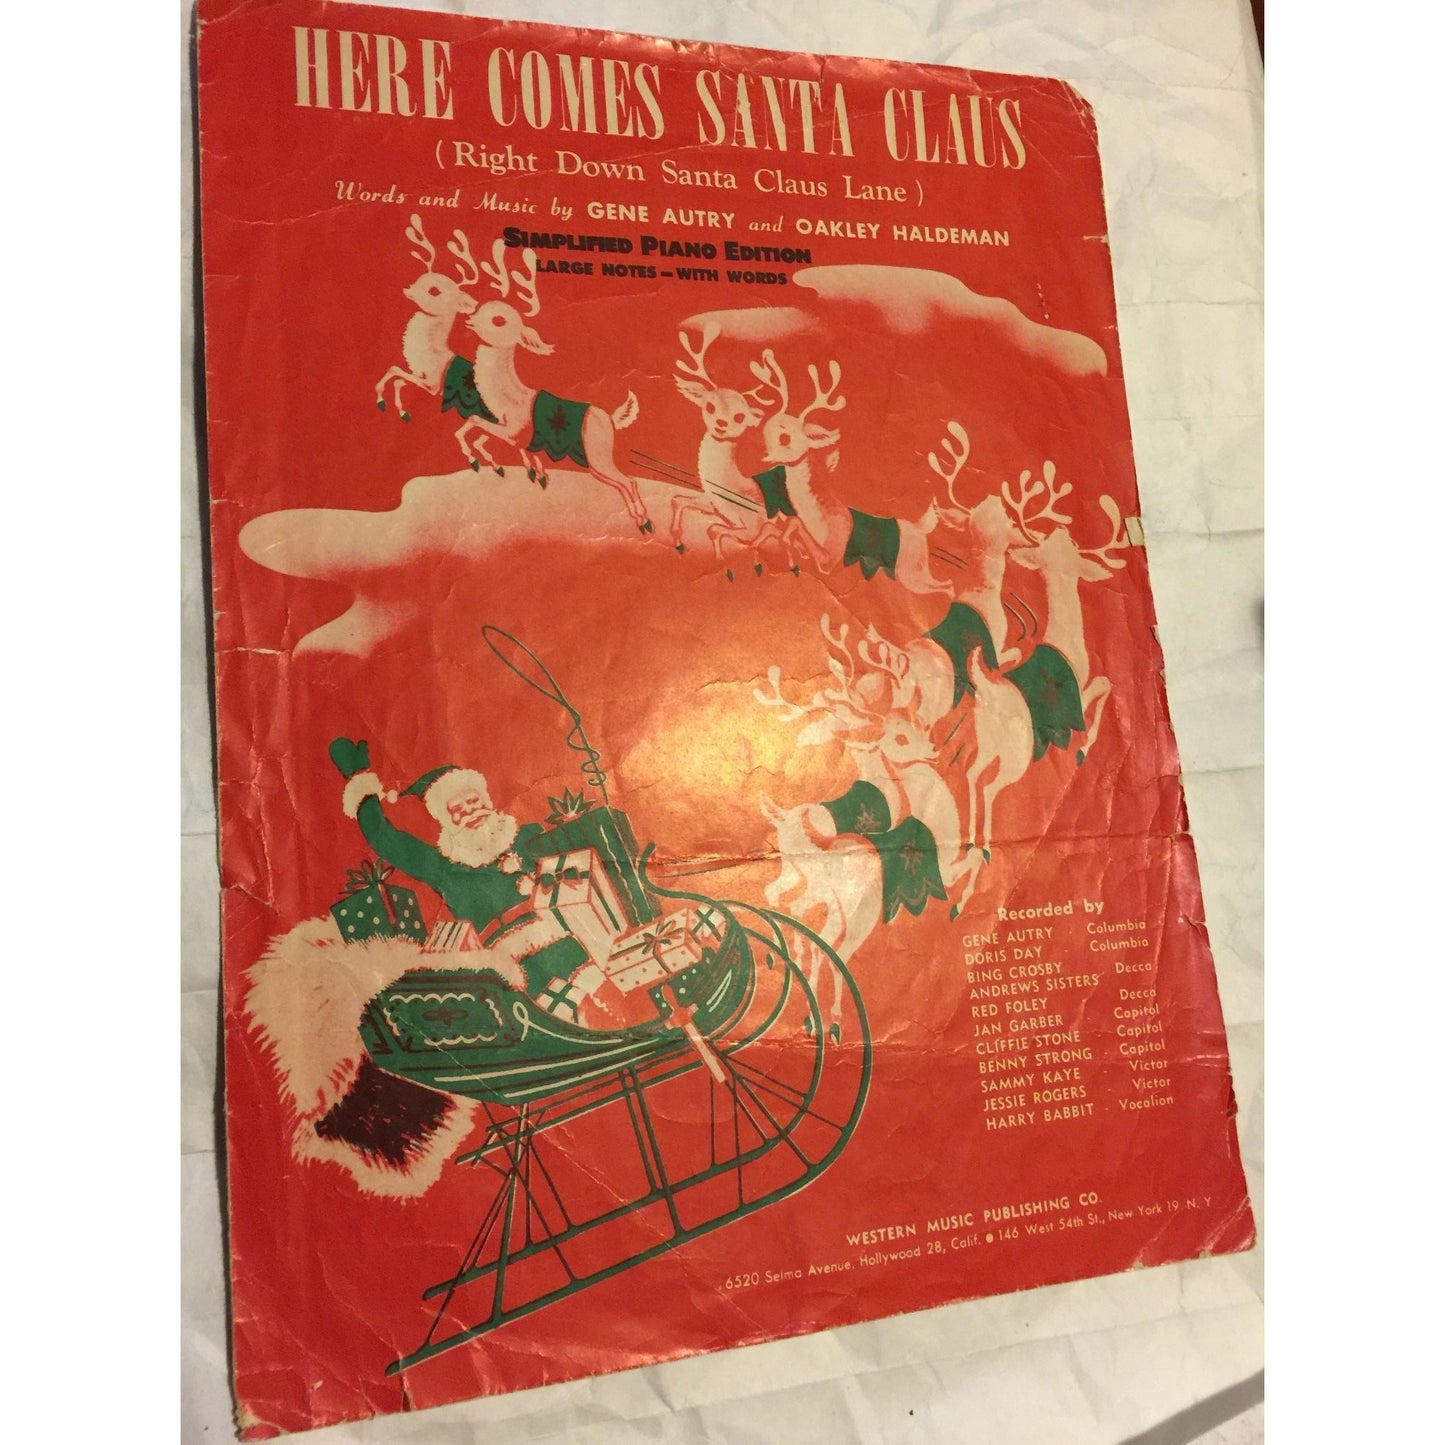 HERE COMES SANTA CLAUS
(Right Down Santa Claus Lane)
Words and Music by GENE AUTRY and OAKLEY HALDEMAN
SIMPLIFIED PIANO EDITION
LARGE NOTES - WITH WORDS
Recorded by
GENE AUTRY · Columbia
DORIS DAY · Columbia
BING CROSBY
ANDREWS SISTERS · Decca
RED FOLEY · Decca
JAN GARBER · Capitol
CLIFFIE STONE · Capitol
BENNY STRONG · Capitol
SAMMY KAYE · Victor
JESSIE ROGERS · Victor
HARRY BABBIT · Vocalion
WESTERN MUSIC PUBLISHING CO.
6520 Selma Avenue, Hollywood 28, Calif. ● 146 West 54th St., New York 19 N. Y